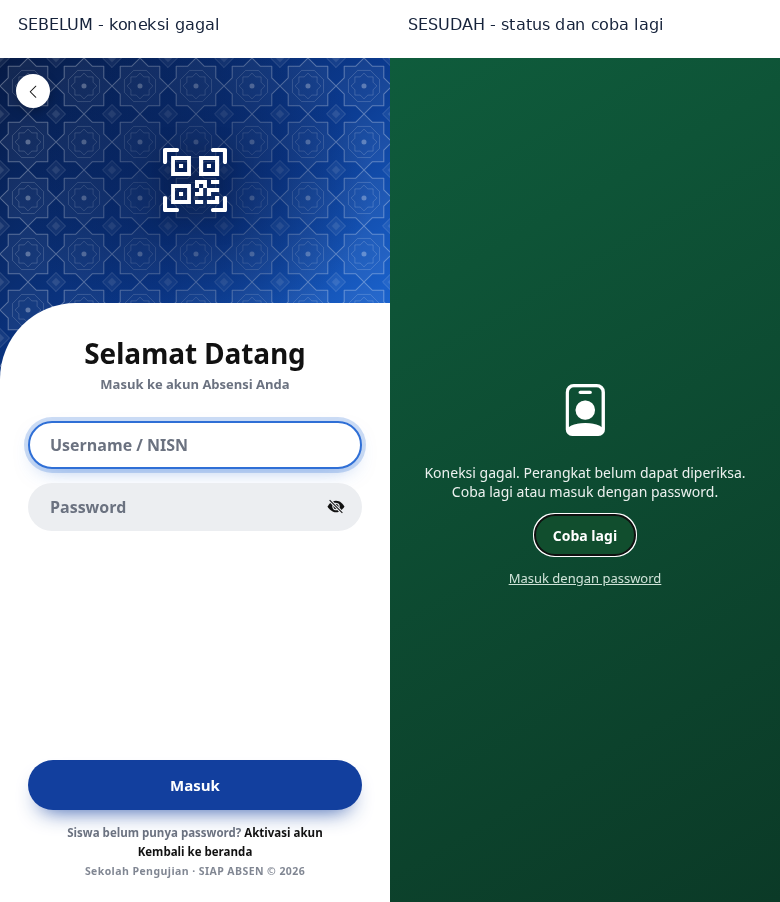 SEBELUM - koneksi gagal
Selamat Datang
Masuk ke akun Absensi Anda
Username / NISN
Password
Masuk
Siswa belum punya password? Aktivasi akun
Kembali ke beranda
Sekolah Pengujian · SIAP ABSEN © 2026
SESUDAH - status dan coba lagi
Koneksi gagal. Perangkat belum dapat diperiksa.
Coba lagi atau masuk dengan password.
Coba lagi
Masuk dengan password